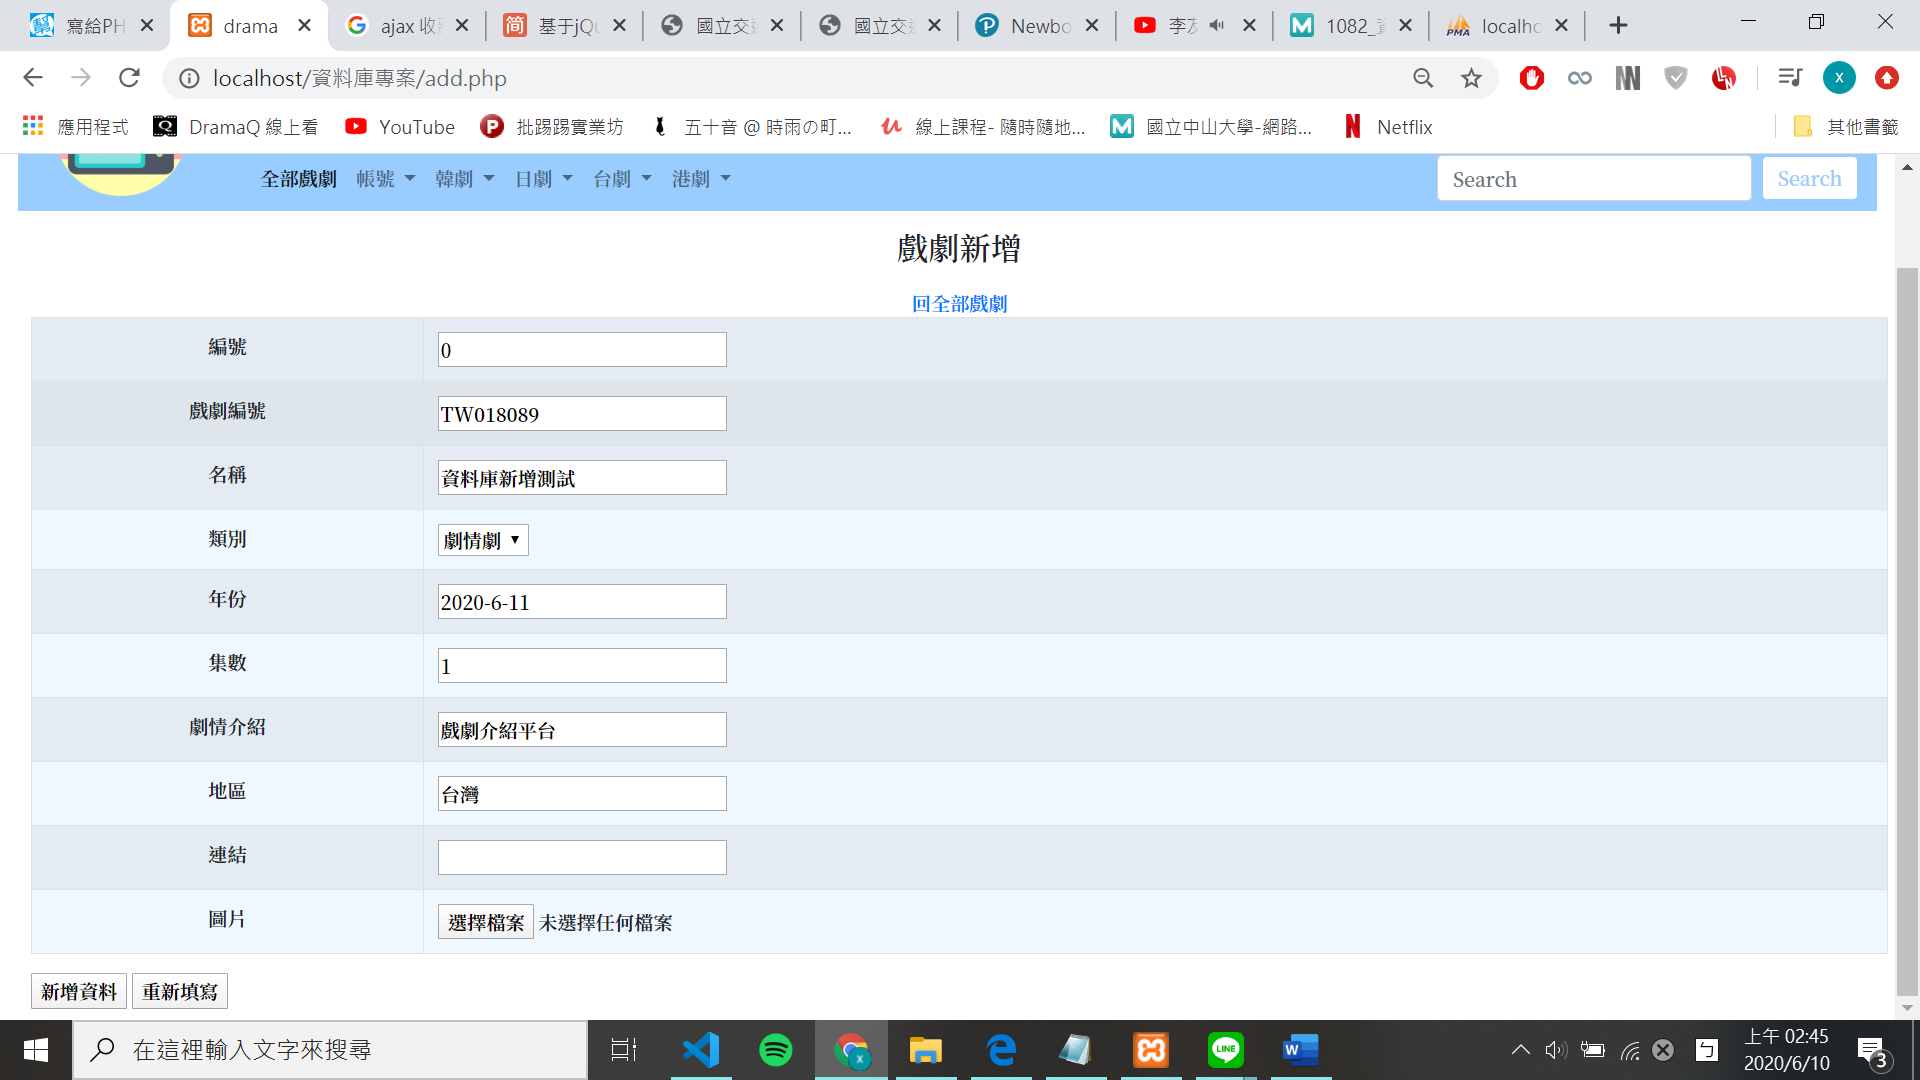 寫給PH
drama
ajax 收
基于jQu
國立交
國立交
Newbo
李
1082_
localho
localhost/資料庫專案/add.php
X
應用程式
DramaQ 線上看
YouTube
批踢踢實業坊
五十音 @ 時雨の町...
線上課程- 隨時隨地...
國立中山大學-網路...
Netflix
其他書籤
全部戲劇 帳號 韓劇 日劇 台劇 港劇
Search
Search
戲劇新增
回全部戲劇
編號 0
戲劇編號 TW018089
名稱 資料庫新增測試
類別 劇情劇
年份 2020-6-11
集數 1
劇情介紹 戲劇介紹平台
地區 台灣
連結
圖片 選擇檔案 未選擇任何檔案
新增資料 重新填寫
在這裡輸入文字來搜尋
上午 02:45
2020/6/10
3